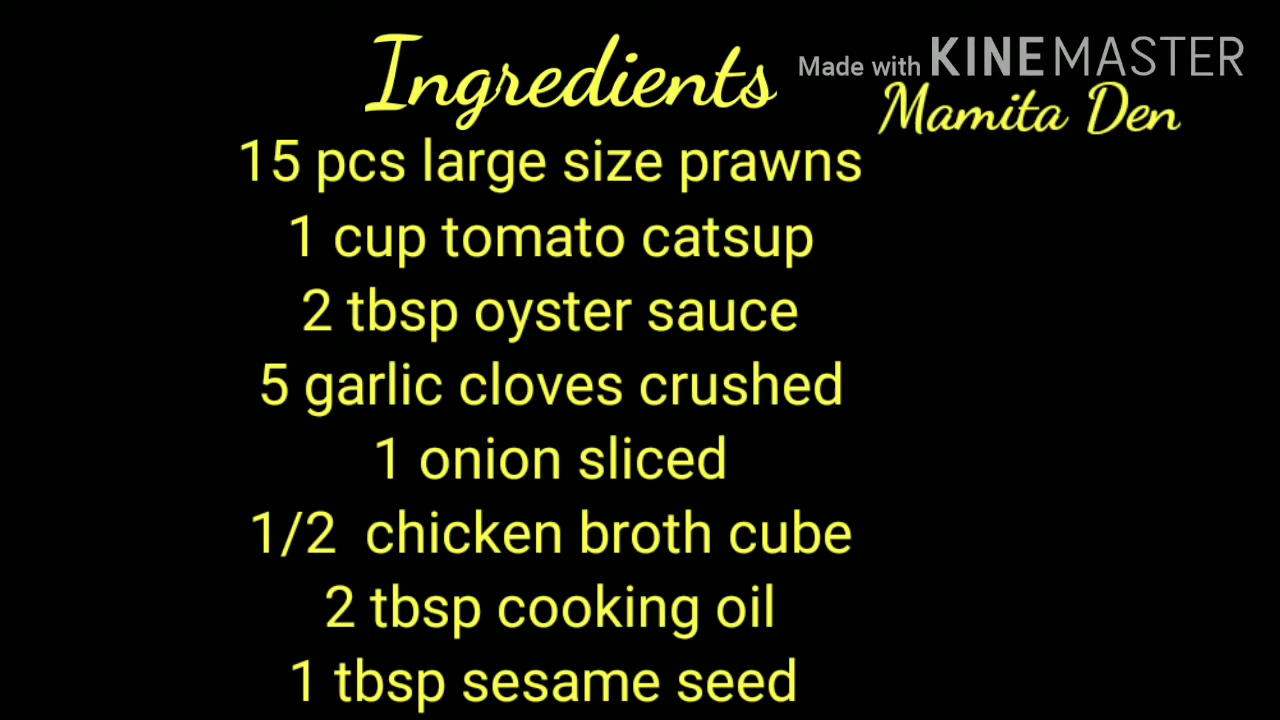 Ingredients
Made with KINEMASTER
Mamita Den
15 pcs large size prawns
1 cup tomato catsup
2 tbsp oyster sauce
5 garlic cloves crushed
1 onion sliced
1/2  chicken broth cube
2 tbsp cooking oil
1 tbsp sesame seed